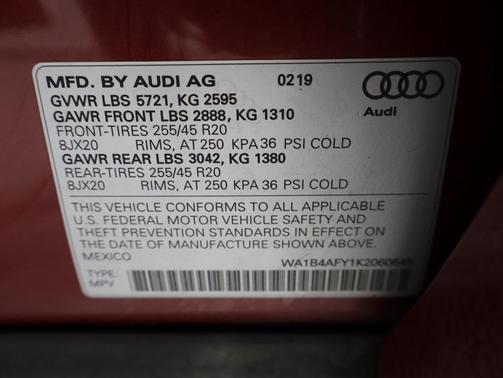 MFD. BY AUDI AG 0219
GVWR LBS 5721, KG 2595
GAWR FRONT LBS 2888, KG 1310
FRONT-TIRES 255/45 R20
8JX20 RIMS, AT 250 KPA 36 PSI COLD
GAWR REAR LBS 3042, KG 1380
REAR-TIRES 255/45 R20
8JX20 RIMS, AT 250 KPA 36 PSI COLD
Audi
THIS VEHICLE CONFORMS TO ALL APPLICABLE
U.S. FEDERAL MOTOR VEHICLE SAFETY AND
THEFT PREVENTION STANDARDS IN EFFECT ON
THE DATE OF MANUFACTURE SHOWN ABOVE.
MEXICO
WA1B4AFY1K2060645
TYPE:
MPV